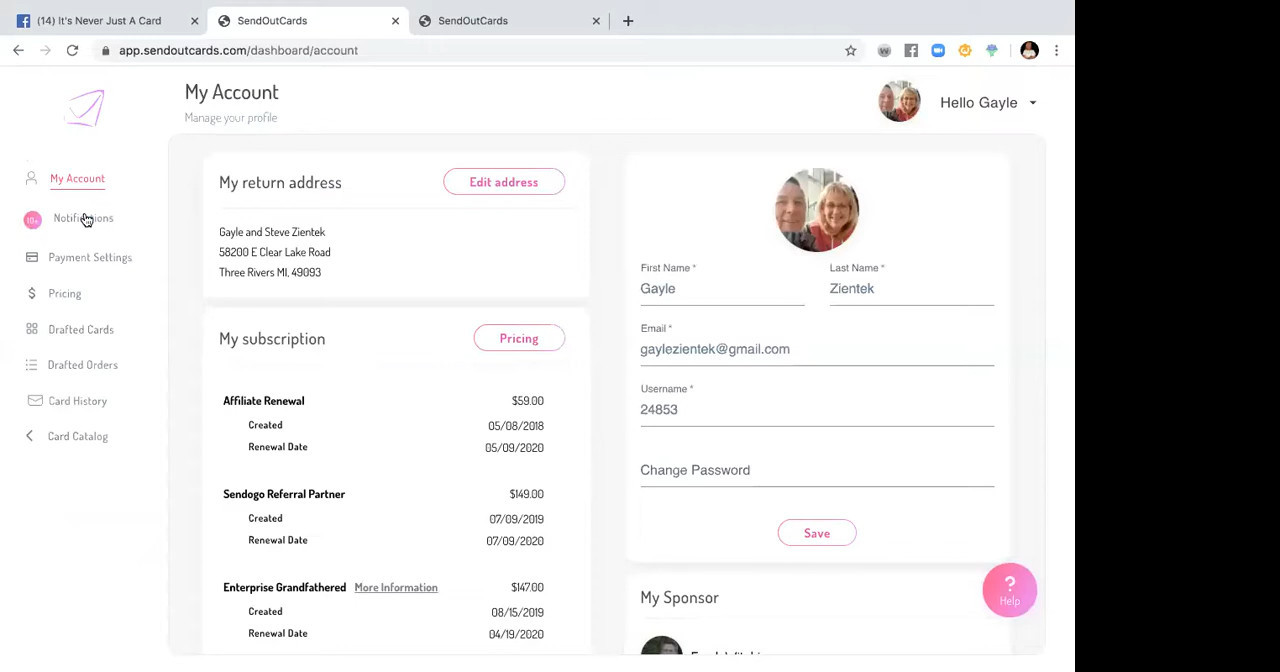 (14) It's Never Just A Card
SendOutCards
SendOutCards
app.sendoutcards.com/dashboard/account
My Account
Manage your profile
Hello Gayle
My Account
10+
Payment Settings
Pricing
Drafted Cards
Drafted Orders
Card History
Card Catalog
My return address
Edit address
Gayle and Steve Zientek
58200 E Clear Lake Road
Three Rivers MI, 49093
My subscription
Pricing
Affiliate Renewal $59.00
Created 05/08/2018
Renewal Date 05/09/2020
Sendogo Referral Partner $149.00
Created 07/09/2019
Renewal Date 07/09/2020
Enterprise Grandfathered More Information $147.00
Created 08/15/2019
Renewal Date 04/19/2020
First Name * Last Name *
Gayle Zientek
Email *
gaylezientek@gmail.com
Username *
24853
Change Password
Save
My Sponsor
?
Help